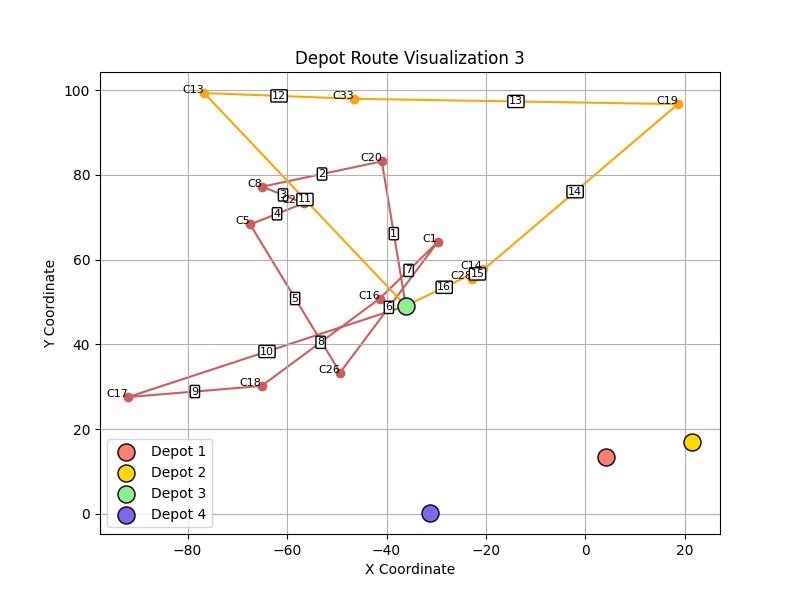 Depot Route Visualization 3
Y Coordinate
100
80
60
40
20
0
C13
12
C33
13
C19
C20
2
C8
3
11
4
14
C5
1
C1
7
C14
C28
15
16
5
C16
6
8
10
C26
C18
C17
9
Depot 1
Depot 2
Depot 3
Depot 4
−80
−60
−40
−20
0
20
X Coordinate